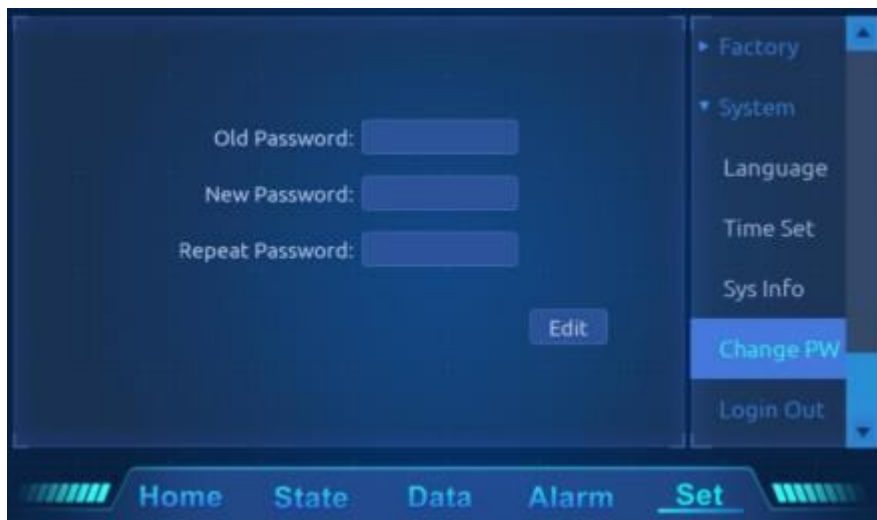 Old Password:
New Password:
Repeat Password:
Edit
Factory
System
Language
Time Set
Sys Info
Change PW
Login Out
Home State Data Alarm Set